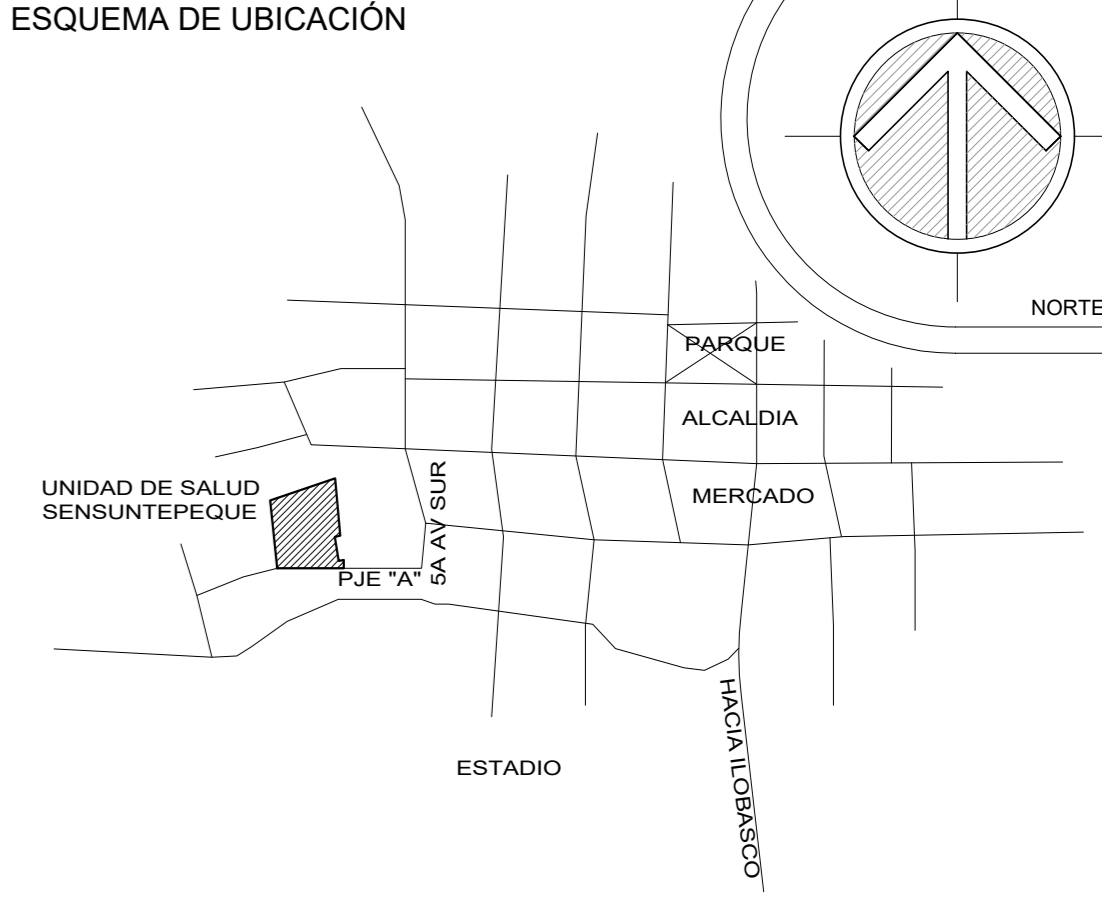 ESQUEMA DE UBICACIÓN
NORTE
PARQUE
ALCALDIA
MERCADO
UNIDAD DE SALUD
SENSUNTEPEQUE
5A AV SUR
PJE "A"
HACIA ILOBASCO
ESTADIO